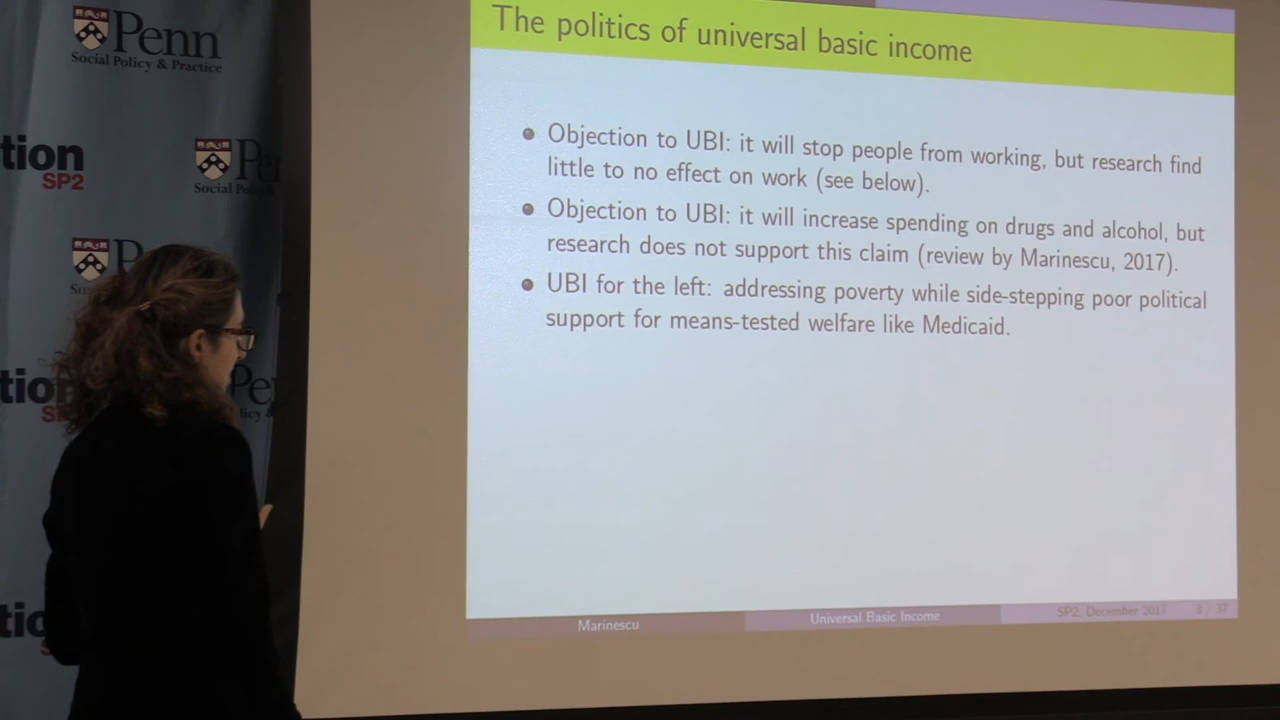 Penn
Social Policy & Practice
tion
SP2
Pe
Social Poli
P
tion
Pe
licy &
The politics of universal basic income
Objection to UBI: it will stop people from working, but research find
little to no effect on work (see below).
Objection to UBI: it will increase spending on drugs and alcohol, but
research does not support this claim (review by Marinescu, 2017).
UBI for the left: addressing poverty while side-stepping poor political
support for means-tested welfare like Medicaid.
Marinescu
Universal Basic Income
SP2, December 2017